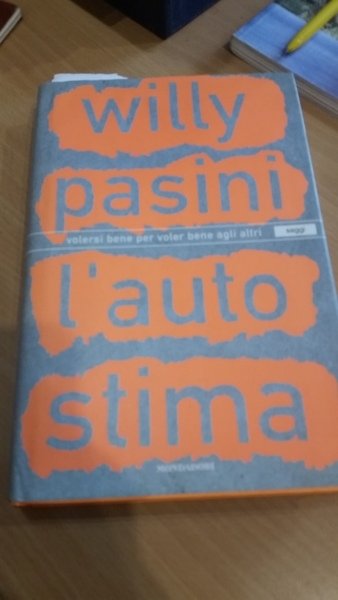 willy
pasini
volersi bene per voler bene agli altri saggi
l'auto
stima
MONDADORI